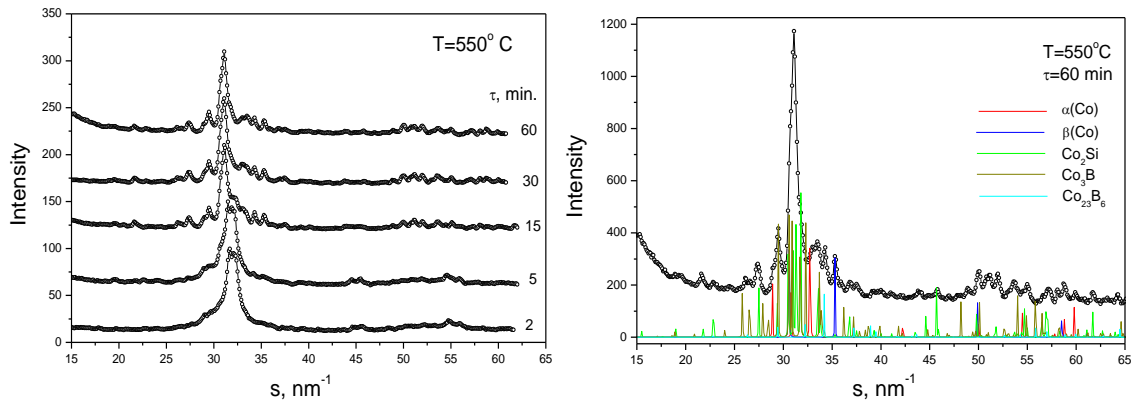 T=550° C
τ, min.
60
30
15
5
2
350
300
250
200
150
100
50
0
15 20 25 30 35 40 45 50 55 60 65
Intensity
s, nm⁻¹
T=550°C
τ=60 min
α(Co)
β(Co)
Co₂Si
Co₃B
Co₂₃B₆
1200
1000
800
600
400
200
0
15 20 25 30 35 40 45 50 55 60 65
Intensity
s, nm⁻¹